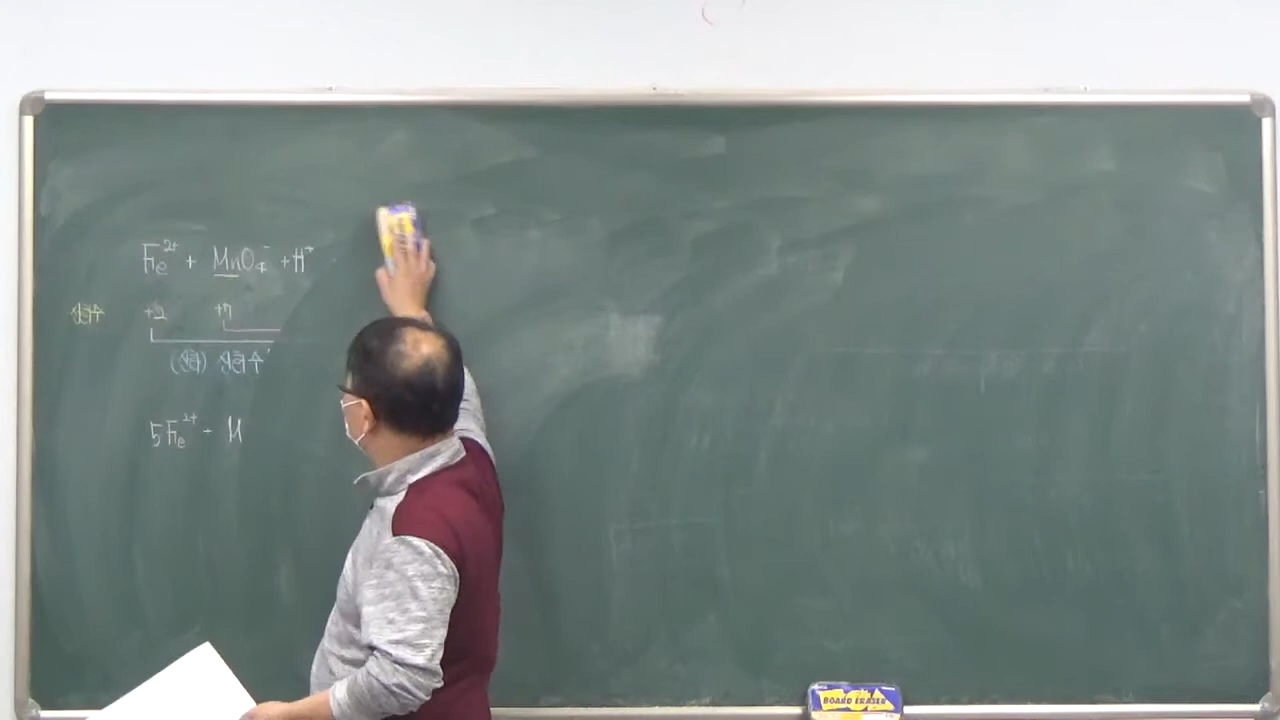 Fe²⁺ + MnO₄⁻ + H⁺
산화수 +2 +7
(산화) 산화수
5Fe²⁺ + M
BOARD ERASER